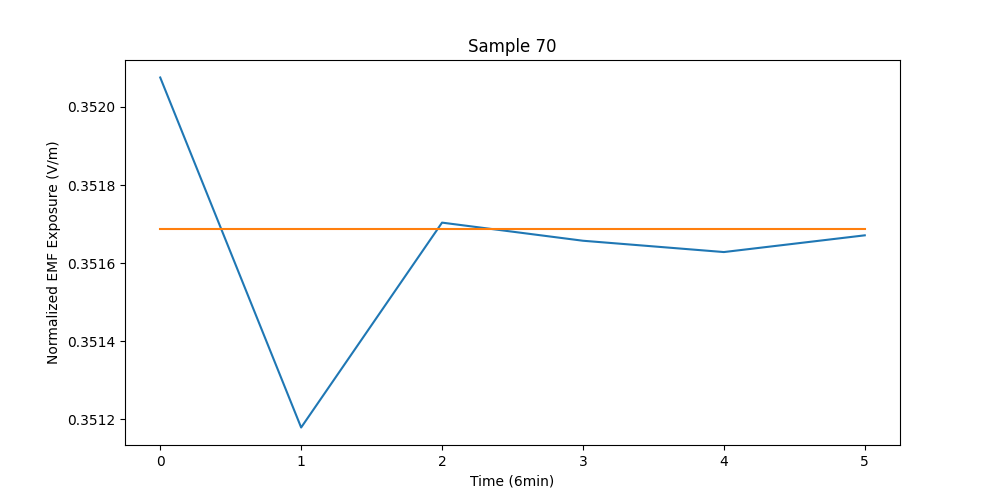 Sample 70
Normalized EMF Exposure (V/m)
0.3520
0.3518
0.3516
0.3514
0.3512
0 1 2 3 4 5
Time (6min)